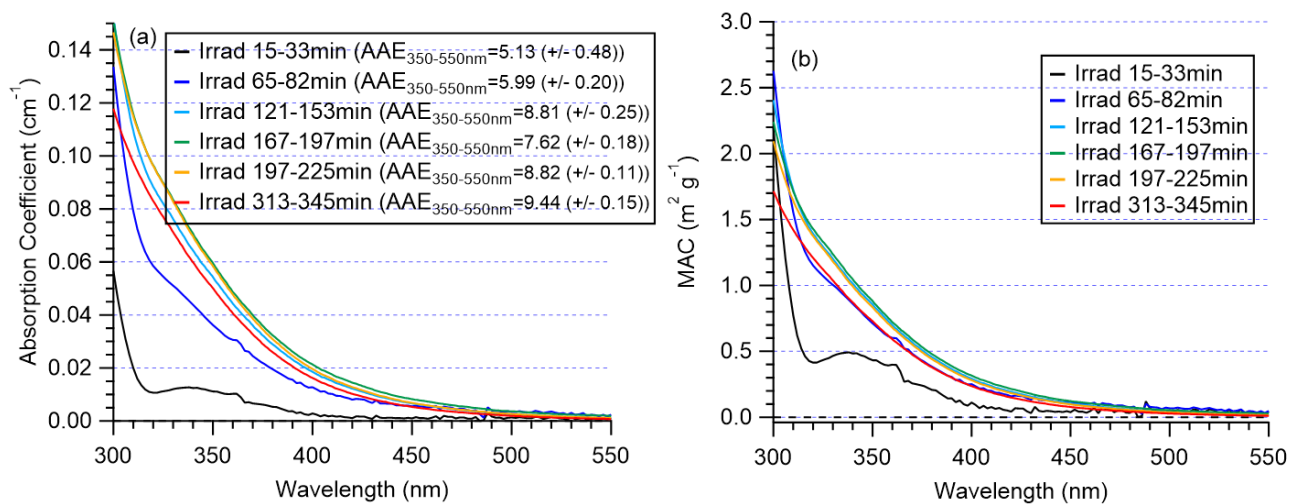 (a)
Irrad 15-33min (AAE350-550nm=5.13 (+/- 0.48))
Irrad 65-82min (AAE350-550nm=5.99 (+/- 0.20))
Irrad 121-153min (AAE350-550nm=8.81 (+/- 0.25)
Irrad 167-197min (AAE350-550nm=7.62 (+/- 0.18))
Irrad 197-225min (AAE350-550nm=8.82 (+/- 0.11))
Irrad 313-345min (AAE350-550nm=9.44 (+/- 0.15))
0.14
0.12
0.10
0.08
0.06
0.04
0.02
0.00
Absorption Coefficient (cm-1)
300 350 400 450 500 550
Wavelength (nm)
(b)
Irrad 15-33min
Irrad 65-82min
Irrad 121-153min
Irrad 167-197min
Irrad 197-225min
Irrad 313-345min
3.0
2.5
2.0
1.5
1.0
0.5
0.0
MAC (m2 g-1)
300 350 400 450 500 550
Wavelength (nm)